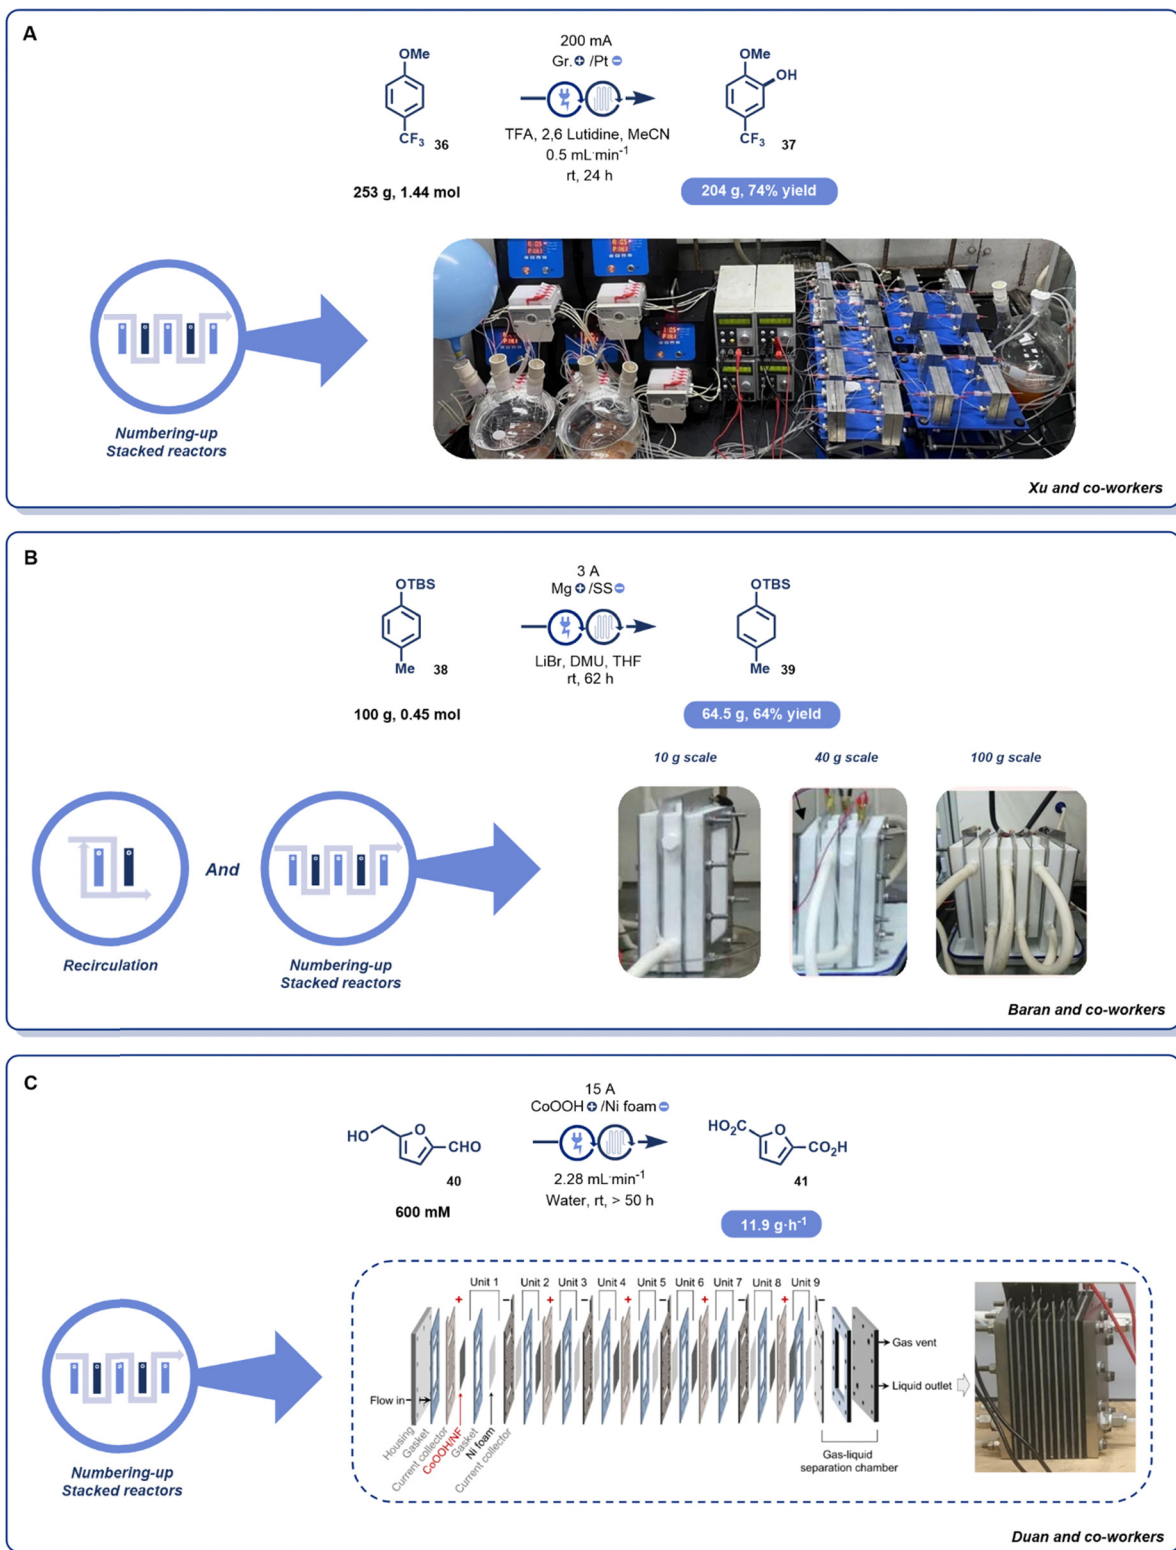 A
200 mA
Gr. + /Pt −
OMe
CF3 36
TFA, 2,6 Lutidine, MeCN
0.5 mL·min-1
rt, 24 h
OMe
OH
CF3 37
253 g, 1.44 mol
204 g, 74% yield
Numbering-up
Stacked reactors
Xu and co-workers
B
3 A
Mg + /SS −
OTBS
Me 38
LiBr, DMU, THF
rt, 62 h
OTBS
Me 39
100 g, 0.45 mol
64.5 g, 64% yield
10 g scale
40 g scale
100 g scale
And
Recirculation
Numbering-up
Stacked reactors
Baran and co-workers
C
15 A
CoOOH + /Ni foam −
HO
O
CHO
40
2.28 mL·min-1
Water, rt, > 50 h
HO2C
O
CO2H
41
600 mM
11.9 g·h-1
Unit 1
Unit 2
Unit 3
Unit 4
Unit 5
Unit 6
Unit 7
Unit 8
Unit 9
+ − + − + − + − + −
Gas vent
Flow in
Liquid outlet
Housing
Gasket
Current collector
CoOOH/NF
Gasket
Ni foam
Current collector
Gas-liquid
separation chamber
Numbering-up
Stacked reactors
Duan and co-workers